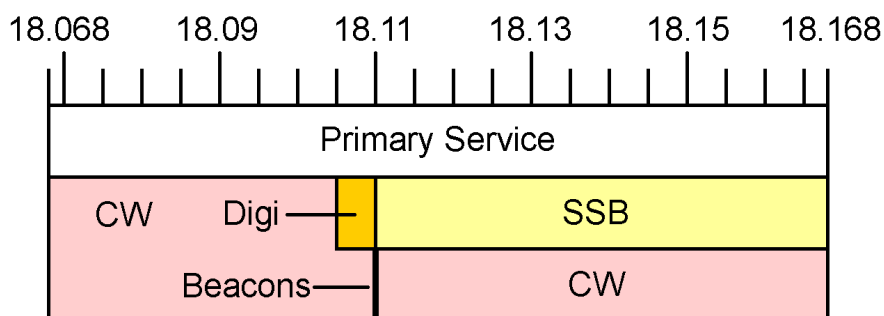 18.068 18.09 18.11 18.13 18.15 18.168
Primary Service
CW Digi SSB
Beacons CW